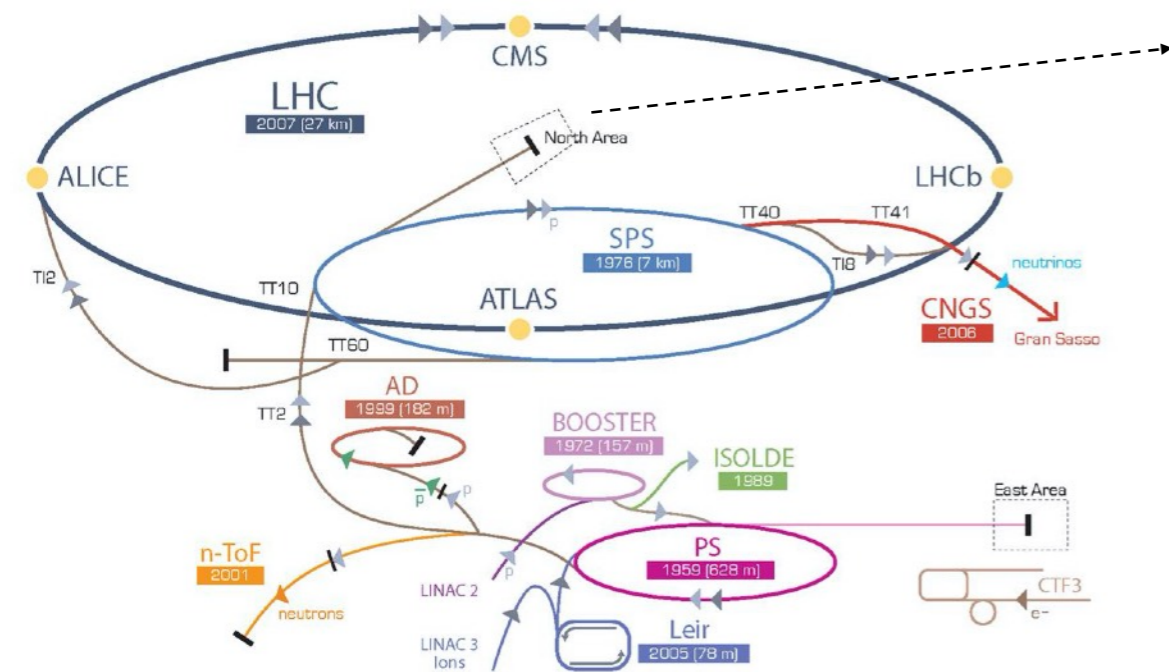 CMS
LHC
2007 (27 km)
North Area
ALICE
LHCb
TT40
TT41
p
SPS
1976 (7 km)
TI8
neutrinos
TI2
TT10
ATLAS
CNGS
2006
Gran Sasso
TT60
AD
1999 (182 m)
TT2
BOOSTER
1972 (157 m)
ISOLDE
1989
p̅
p
East Area
n-ToF
2001
PS
1959 (628 m)
LINAC 2
p
neutrons
CTF3
e-
LINAC 3
Ions
Leir
2005 (78 m)